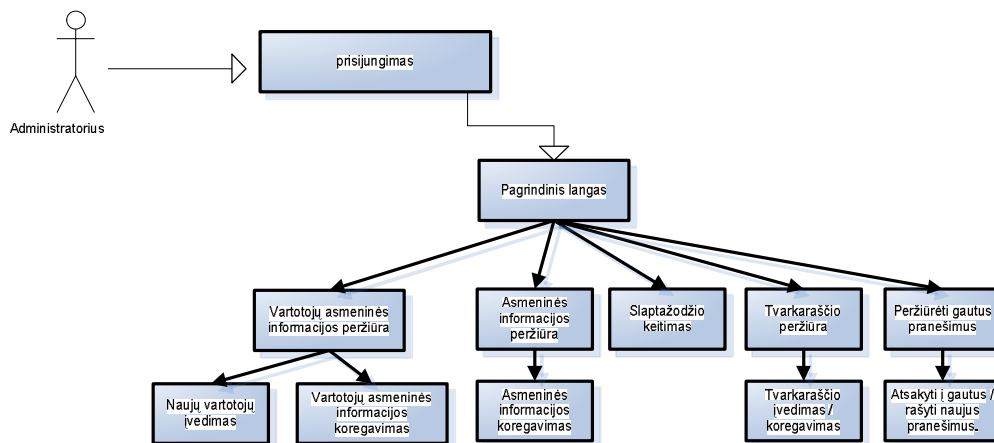 prisijungimas
Administratorius
Pagrindinis langas
Vartotojų asmeninės
informacijos peržiūra
Asmeninės
informacijos
peržiūra
Slaptažodžio
keitimas
Tvarkaraščio
peržiūra
Peržiūrėti gautus
pranešimus
Naujų vartotojų
įvedimas
Vartotojų asmeninės
informacijos
koregavimas
Asmeninės
informacijos
koregavimas
Tvarkaraščio
įvedimas /
koregavimas
Atsakyti į gautus /
rašyti naujus
pranešimus.